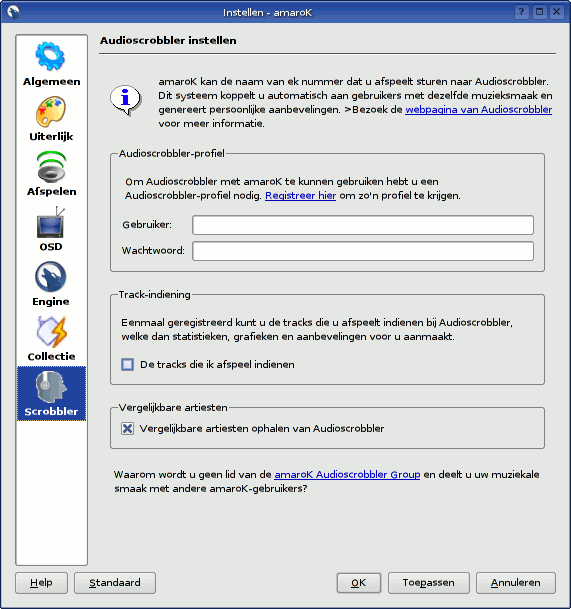 Instellen - amaroK
Algemeen
Uiterlijk
Afspelen
OSD
Engine
Collectie
Scrobbler
Audioscrobbler instellen
amaroK kan de naam van ek nummer dat u afspeelt sturen naar Audioscrobbler.
Dit systeem koppelt u automatisch aan gebruikers met dezelfde muzieksmaak en
genereert persoonlijke aanbevelingen. >Bezoek de webpagina van Audioscrobbler
voor meer informatie.
Audioscrobbler-profiel
Om Audioscrobbler met amaroK te kunnen gebruiken hebt u een
Audioscrobbler-profiel nodig. Registreer hier om zo'n profiel te krijgen.
Gebruiker:
Wachtwoord:
Track-indiening
Eenmaal geregistreerd kunt u de tracks die u afspeelt indienen bij Audioscrobbler,
welke dan statistieken, grafieken en aanbevelingen voor u aanmaakt.
De tracks die ik afspeel indienen
Vergelijkbare artiesten
Vergelijkbare artiesten ophalen van Audioscrobbler
Waarom wordt u geen lid van de amaroK Audioscrobbler Group en deelt u uw muziekale
smaak met andere amaroK-gebruikers?
Help
Standaard
OK
Toepassen
Annuleren